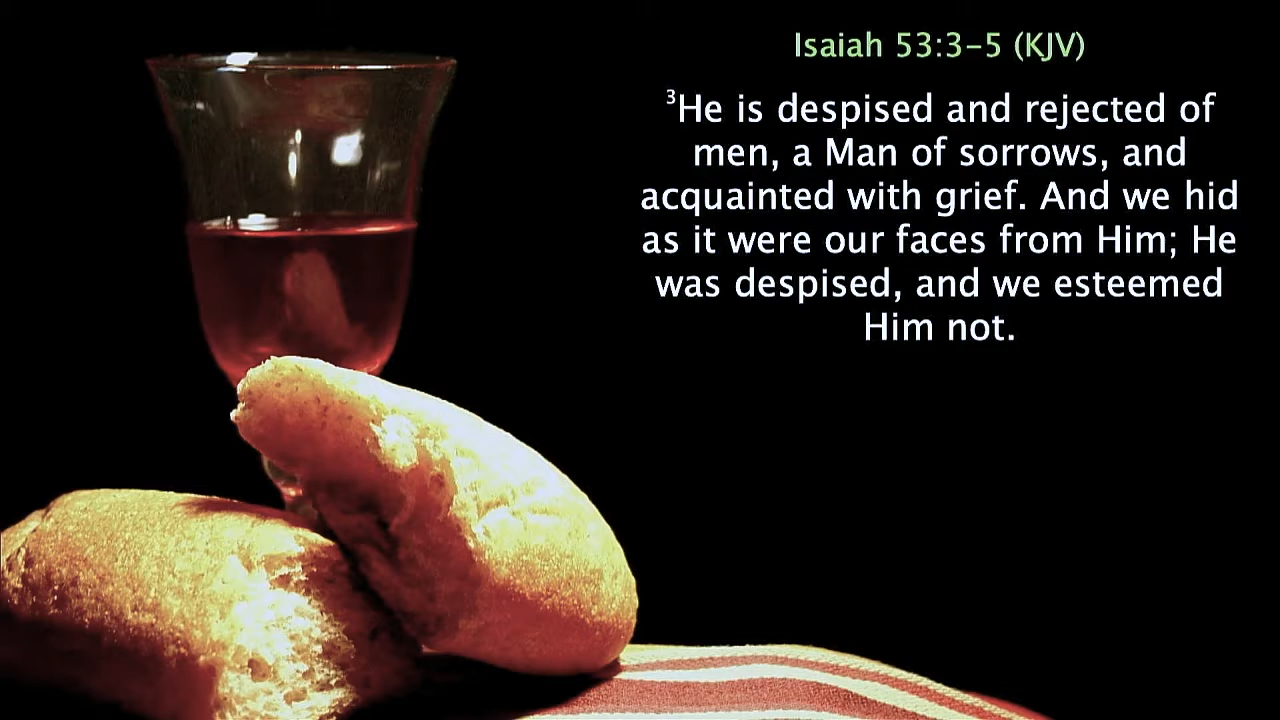 Isaiah 53:3–5 (KJV)
³He is despised and rejected of
men, a Man of sorrows, and
acquainted with grief. And we hid
as it were our faces from Him; He
was despised, and we esteemed
Him not.